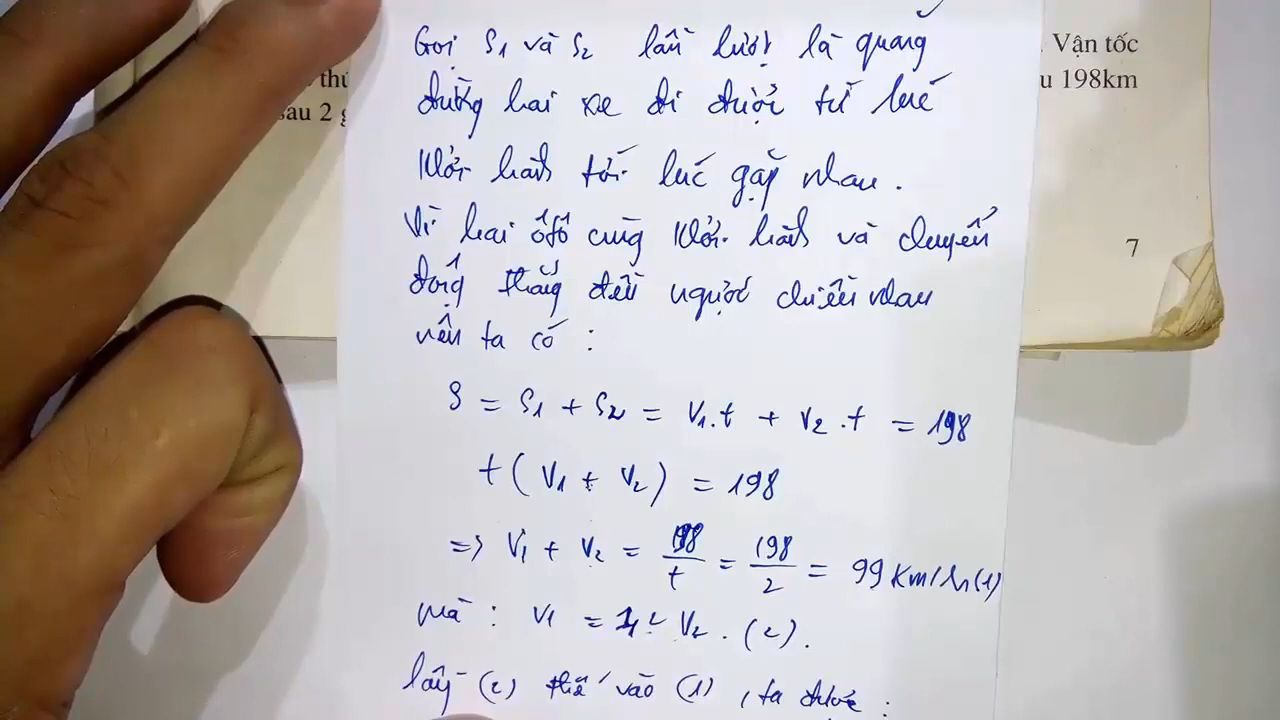 Gọi S1 và S2 lần lượt là quãng
đường hai xe đi được từ lúc
khởi hành tới lúc gặp nhau.
Vì hai ôtô cùng khởi hành và chuyển
động thẳng đều ngược chiều nhau
nên ta có :
S = S1 + S2 = V1.t + V2.t = 198
t(V1 + V2) = 198
=> V1 + V2 = 198/t = 198/2 = 99 Km/h (1)
mà : V1 = 1,2 V2 . (2).
lấy (2) thế vào (1), ta được :
. Vận tốc
u 198km
sau 2 g
7